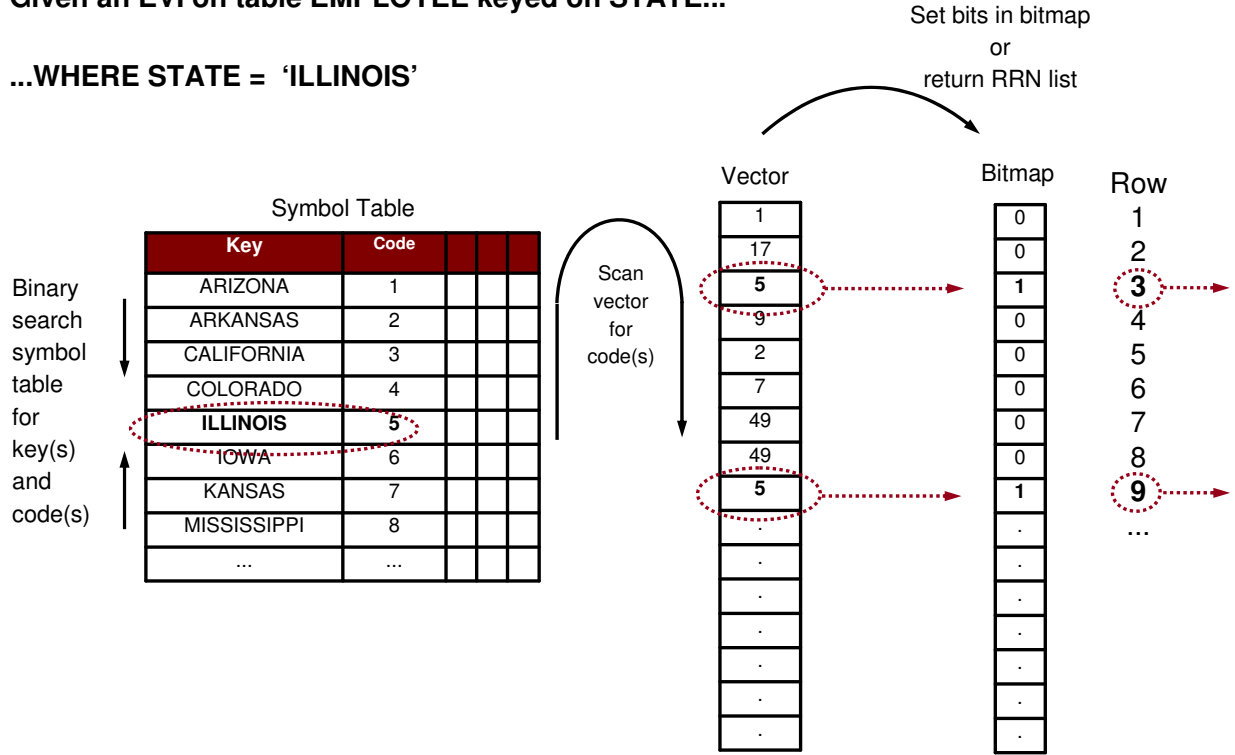 Given an EVI on table EMPLOYEE keyed on STATE...
...WHERE STATE = 'ILLINOIS'
Set bits in bitmap
or
return RRN list
Symbol Table
Key Code
ARIZONA 1
ARKANSAS 2
CALIFORNIA 3
COLORADO 4
ILLINOIS 5
IOWA 6
KANSAS 7
MISSISSIPPI 8
... ...
Binary
search
symbol
table
for
key(s)
and
code(s)
Scan
vector
for
code(s)
Vector
1
17
5
9
2
7
49
49
5
.
.
.
.
.
.
.
Bitmap
0
0
1
0
0
0
0
0
1
.
.
.
.
.
.
.
Row
1
2
3
4
5
6
7
8
9
...